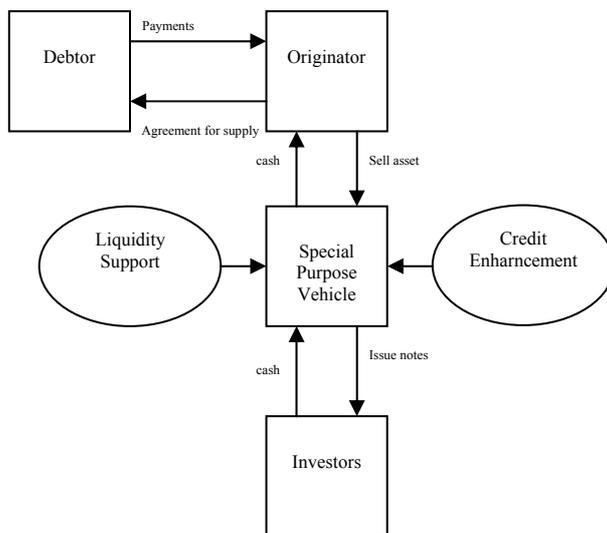 Payments
Debtor
Originator
Agreement for supply
cash
Sell asset
Liquidity
Support
Special
Purpose
Vehicle
Credit
Enharncement
cash
Issue notes
Investors